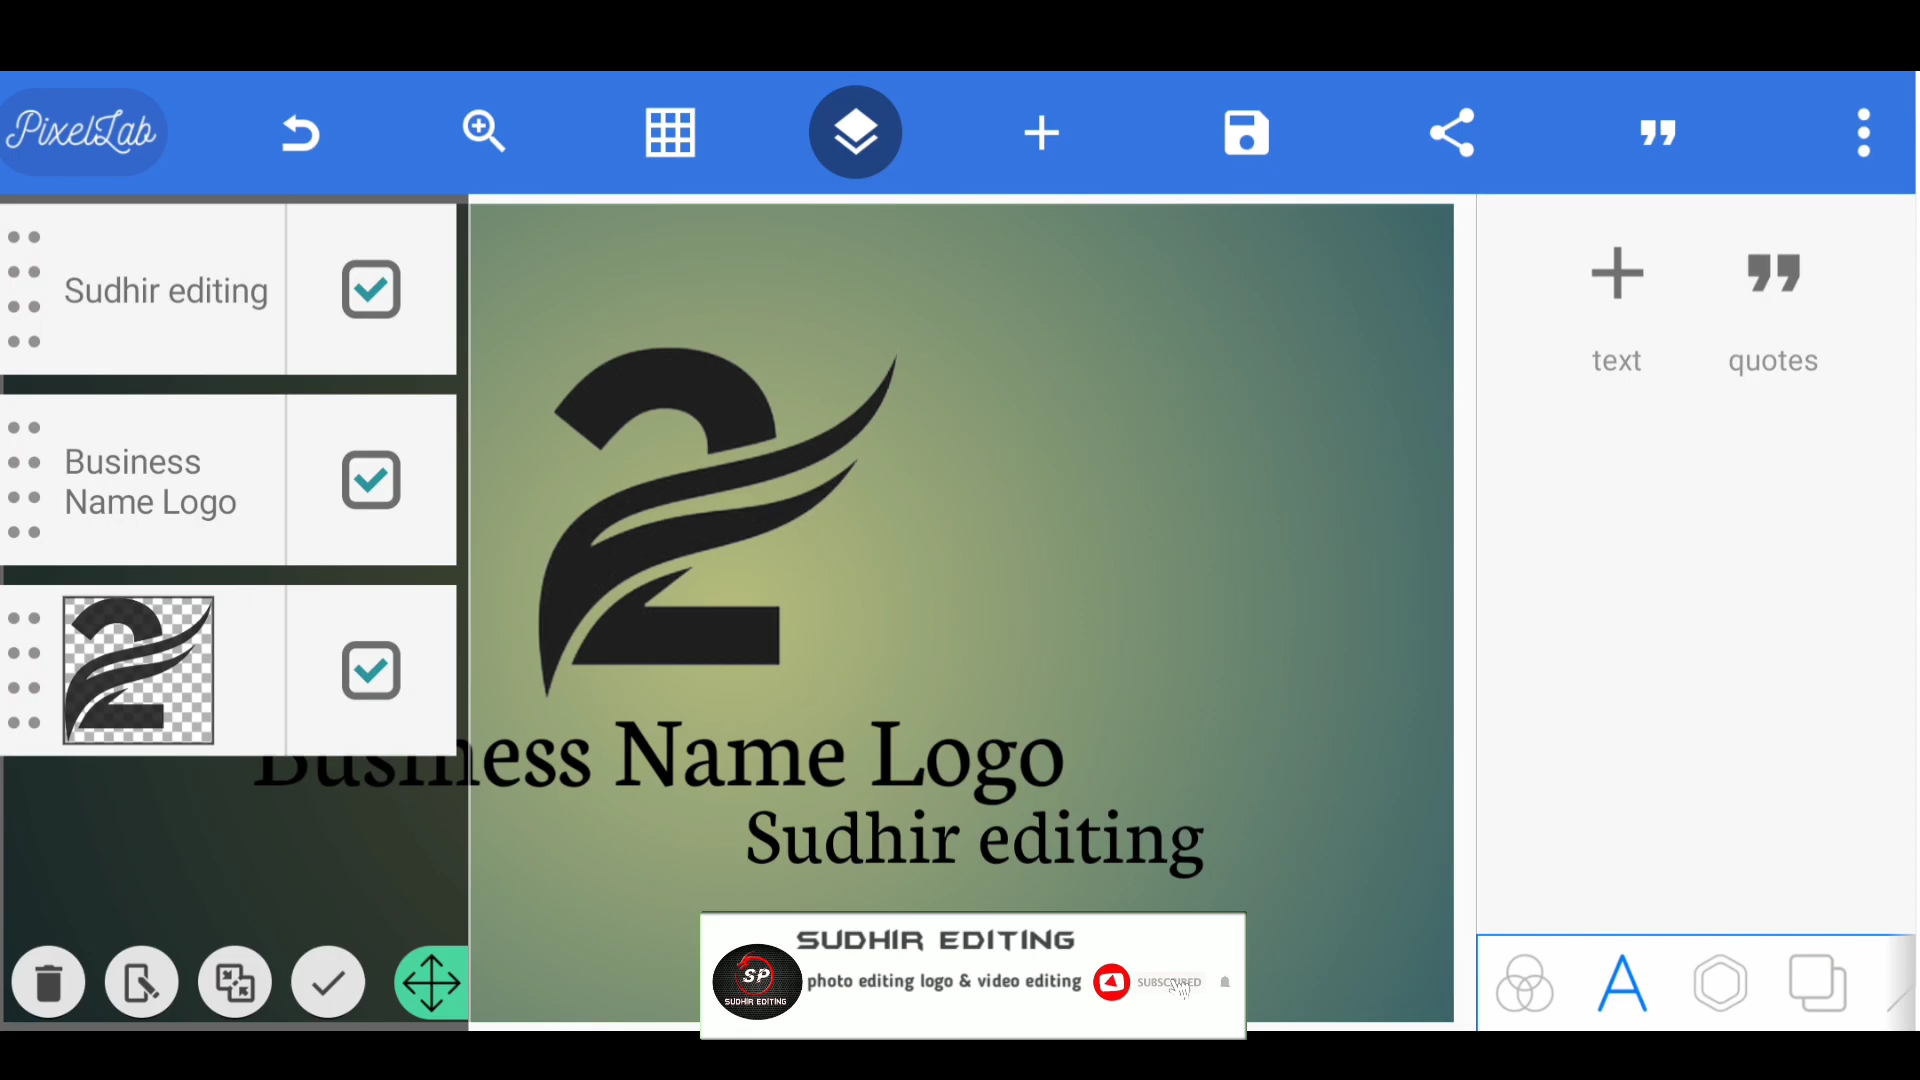 PixelLab
Sudhir editing
Business
Name Logo
text
quotes
Business Name Logo
Sudhir editing
SUDHIR EDITING
SP
SUDHIR EDITING
photo editing logo & video editing
SUBSCRIBED